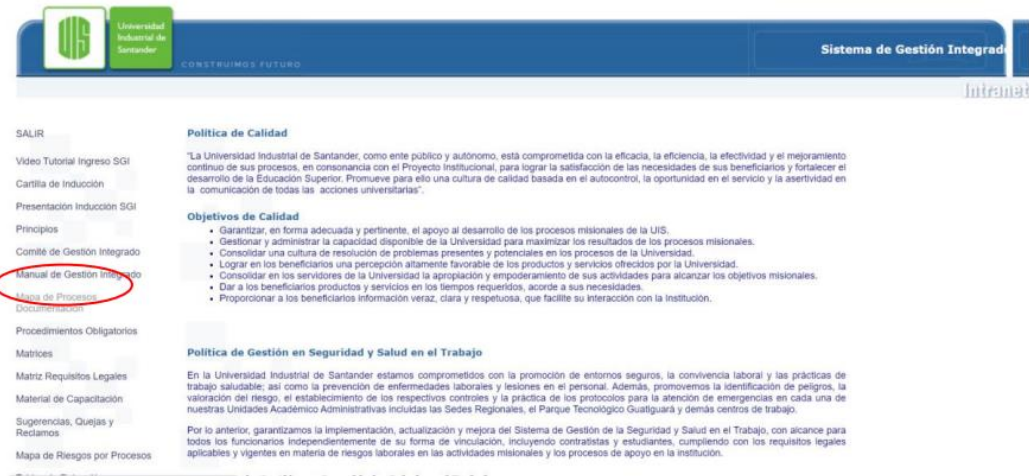 Universidad
Industrial de
Santander
CONSTRUIMOS FUTURO
Sistema de Gestión Integrado
Intranet
SALIR
Video Tutorial Ingreso SGI
Cartilla de Inducción
Presentación Inducción SGI
Principios
Comité de Gestión Integrado
Manual de Gestión Integrado
Mapa de Procesos
Documentación
Procedimientos Obligatorios
Matrices
Matriz Requisitos Legales
Material de Capacitación
Sugerencias, Quejas y
Reclamos
Mapa de Riesgos por Procesos
Política de Calidad
"La Universidad Industrial de Santander, como ente público y autónomo, está comprometida con la eficacia, la eficiencia, la efectividad y el mejoramiento
continuo de sus procesos, en consonancia con el Proyecto Institucional, para lograr la satisfacción de las necesidades de sus beneficiarios y fortalecer el
desarrollo de la Educación Superior. Promueve para ello una cultura de calidad basada en el autocontrol, la oportunidad en el servicio y la asertividad en
la comunicación de todas las acciones universitarias".
Objetivos de Calidad
• Garantizar, en forma adecuada y pertinente, el apoyo al desarrollo de los procesos misionales de la UIS.
• Gestionar y administrar la capacidad disponible de la Universidad para maximizar los resultados de los procesos misionales.
• Consolidar una cultura de resolución de problemas presentes y potenciales en los procesos de la Universidad.
• Lograr en los beneficiarios una percepción altamente favorable de los productos y servicios ofrecidos por la Universidad.
• Consolidar en los servidores de la Universidad la apropiación y empoderamiento de sus actividades para alcanzar los objetivos misionales.
• Dar a los beneficiarios productos y servicios en los tiempos requeridos, acorde a sus necesidades.
• Proporcionar a los beneficiarios información veraz, clara y respetuosa, que facilite su interacción con la Institución.
Política de Gestión en Seguridad y Salud en el Trabajo
En la Universidad Industrial de Santander estamos comprometidos con la promoción de entornos seguros, la convivencia laboral y las prácticas de
trabajo saludable; así como la prevención de enfermedades laborales y lesiones en el personal. Además, promovemos la identificación de peligros, la
valoración del riesgo, el establecimiento de los respectivos controles y la práctica de los protocolos para la atención de emergencias en cada una de
nuestras Unidades Académico Administrativas incluidas las Sedes Regionales, el Parque Tecnológico Guatiguará y demás centros de trabajo.
Por lo anterior, garantizamos la implementación, actualización y mejora del Sistema de Gestión de la Seguridad y Salud en el Trabajo, con alcance para
todos los funcionarios independientemente de su forma de vinculación, incluyendo contratistas y estudiantes, cumpliendo con los requisitos legales
aplicables y vigentes en materia de riesgos laborales en las actividades misionales y los procesos de apoyo en la institución.